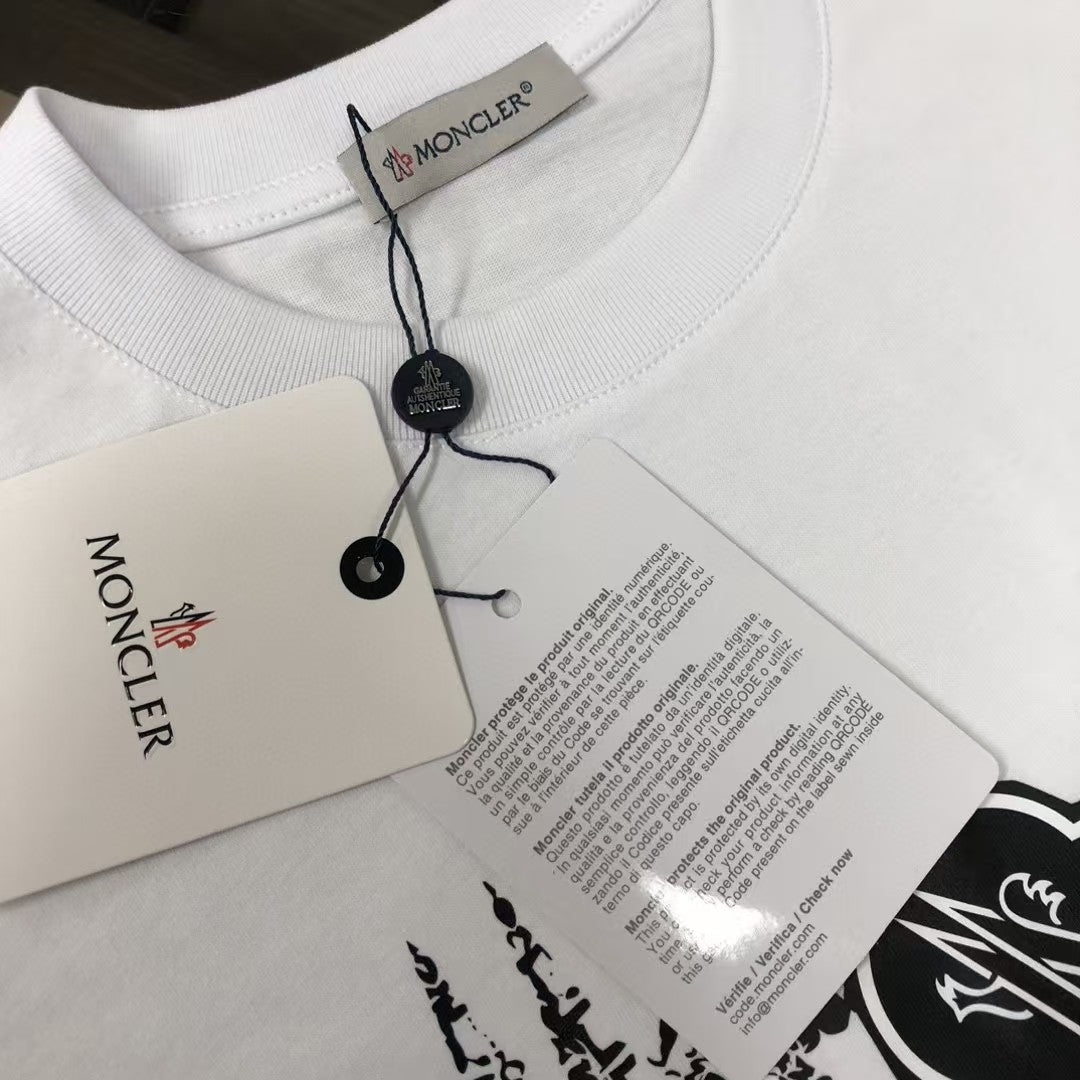 MONCLER®
GARANTIE
AUTSHENTIQUE
MONCLER
MONCLER
Moncler protège le produit original.
Ce produit est protégé par une identité numérique.
Vous pouvez vérifier à tout moment l'authenticité,
la qualité et la provenance du produit en effectuant
un simple contrôle par la lecture du QRCODE ou
par le biais du Code se trouvant sur l'étiquette cou-
sue à l'intérieur de cette pièce.
Moncler tutela il prodotto originale.
Questo prodotto è tutelato da un'identità digitale.
In qualsiasi momento puoi verificare l'autenticità, la
qualità e la provenienza del prodotto facendo un
semplice controllo, leggendo il QRCODE o utiliz-
zando il Codice presente sull'etichetta cucita all'in-
terno di questo capo.
protects the original product.
is protected by its own digital identity.
check your product information at any
perform a check by reading QRCODE
Code present on the label sewn inside
this
Vérifie / Verifica / Check now
code.moncler.com
info@moncler.com